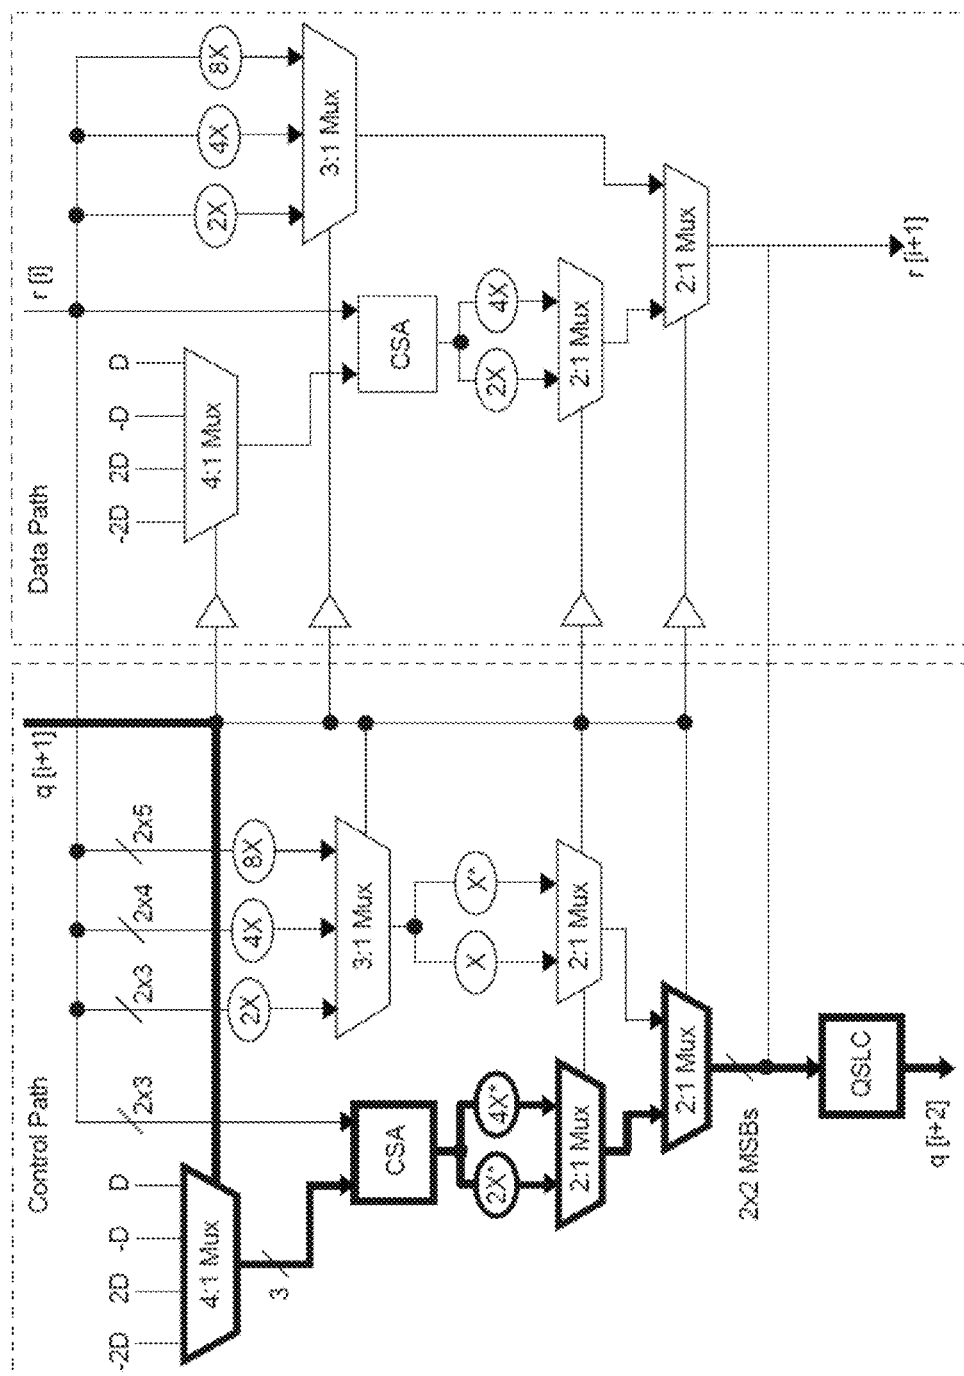 Control Path
Data Path
q [i+1]
r [i]
-2D
2D
-D
D
4:1 Mux
3
2x3
2x3
2x4
2x5
2X
4X
8X
3:1 Mux
CSA
X
X*
2X*
4X*
2:1 Mux
2:1 Mux
2:1 Mux
2x2 MSBs
QSLC
q [i+2]
-2D
2D
-D
D
4:1 Mux
2X
4X
8X
3:1 Mux
CSA
2X
4X
2:1 Mux
2:1 Mux
r [i+1]